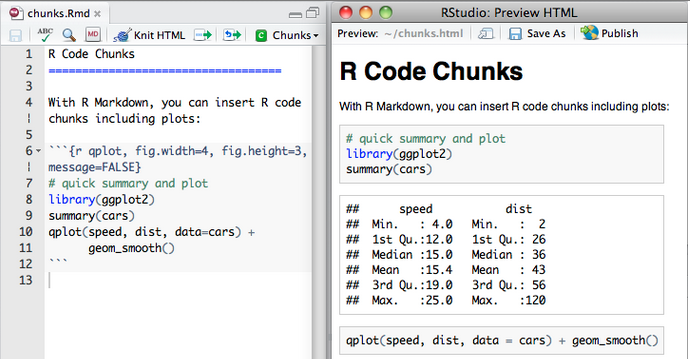 chunks.Rmd
ABC
MD
Knit HTML
Chunks
1 R Code Chunks
2 =================================
3
4 With R Markdown, you can insert R code
chunks including plots:
5
6 ```{r qplot, fig.width=4, fig.height=3,
message=FALSE}
7 # quick summary and plot
8 library(ggplot2)
9 summary(cars)
10 qplot(speed, dist, data=cars) +
11 geom_smooth()
12 ```
13
RStudio: Preview HTML
Preview: ~/chunks.html Save As Publish
R Code Chunks
With R Markdown, you can insert R code chunks including plots:
# quick summary and plot
library(ggplot2)
summary(cars)
## speed dist
## Min. : 4.0 Min. : 2
## 1st Qu.:12.0 1st Qu.: 26
## Median :15.0 Median : 36
## Mean :15.4 Mean : 43
## 3rd Qu.:19.0 3rd Qu.: 56
## Max. :25.0 Max. :120
qplot(speed, dist, data = cars) + geom_smooth()